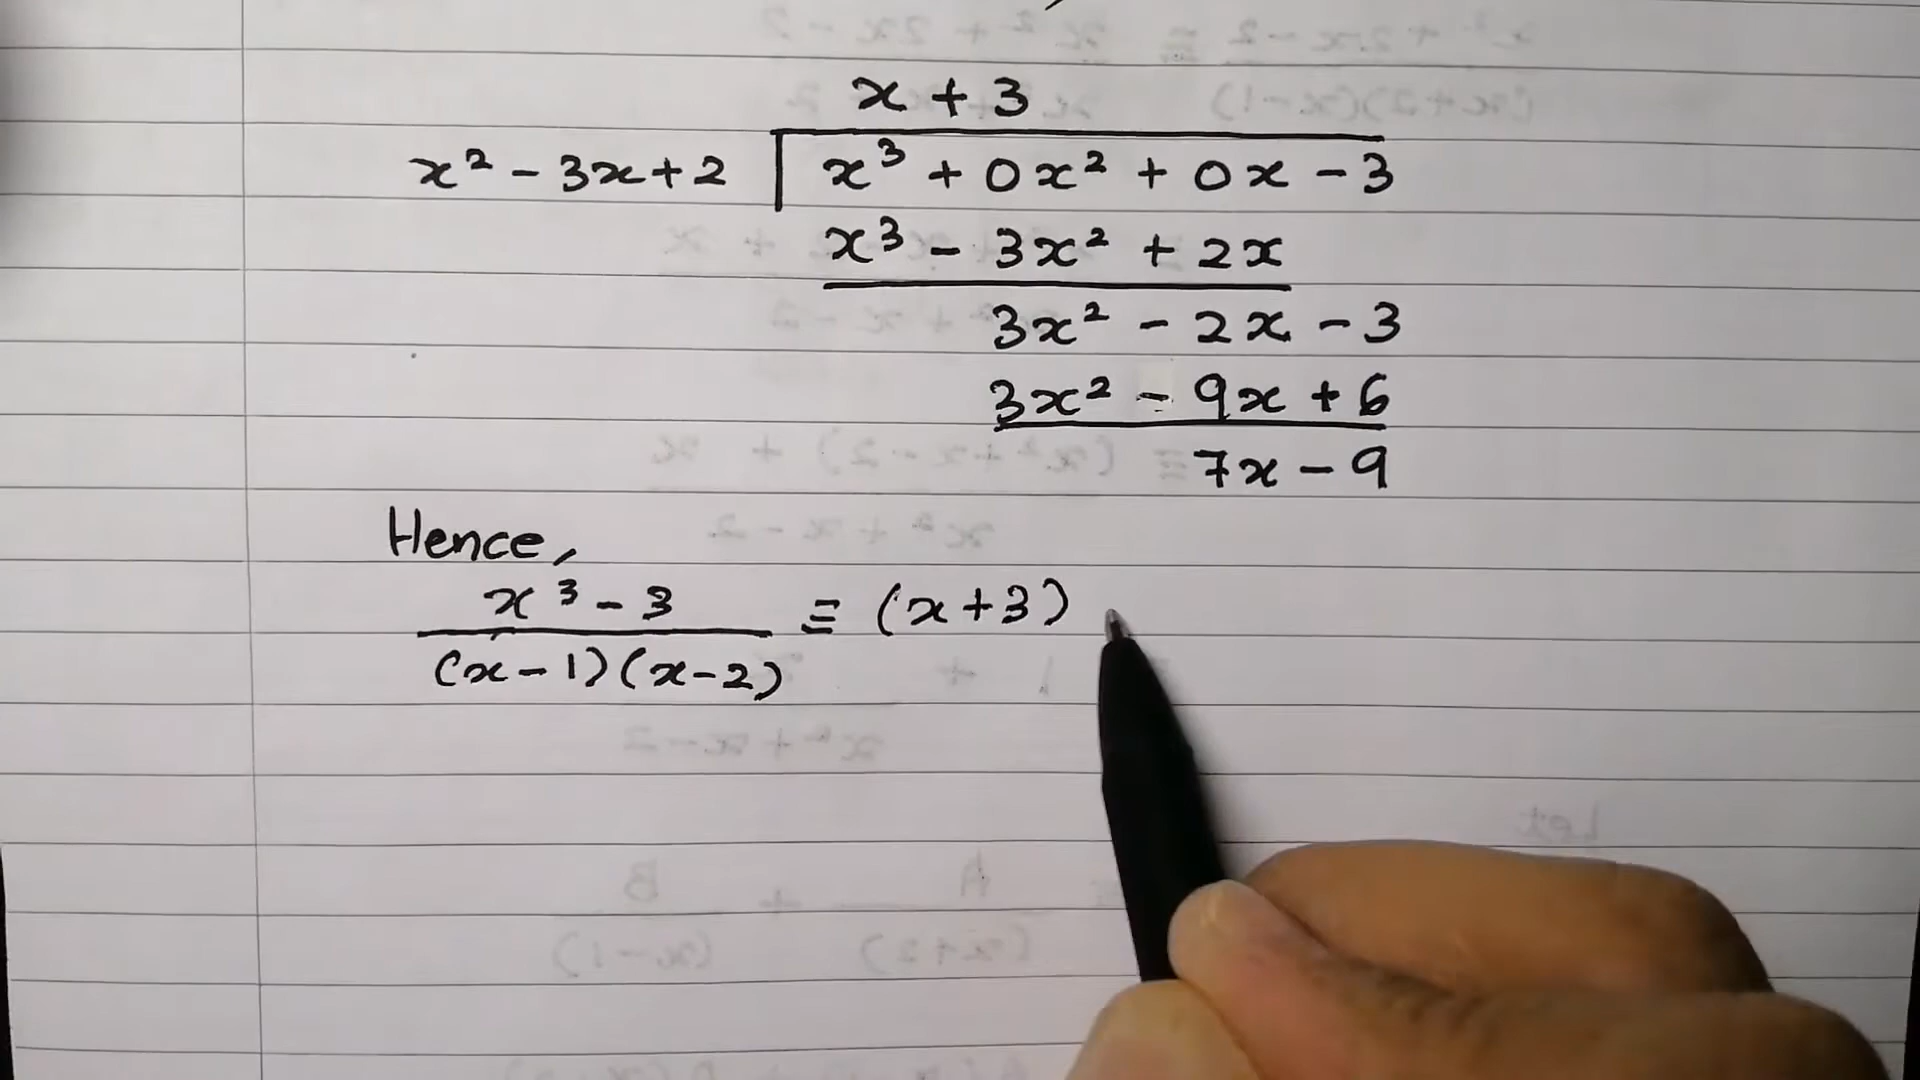 x + 3
x² - 3x + 2 | x³ + 0x² + 0x - 3
x³ - 3x² + 2x
3x² - 2x - 3
3x² - 9x + 6
7x - 9
Hence,
x³ - 3 ≡ (x + 3)
(x - 1)(x - 2)